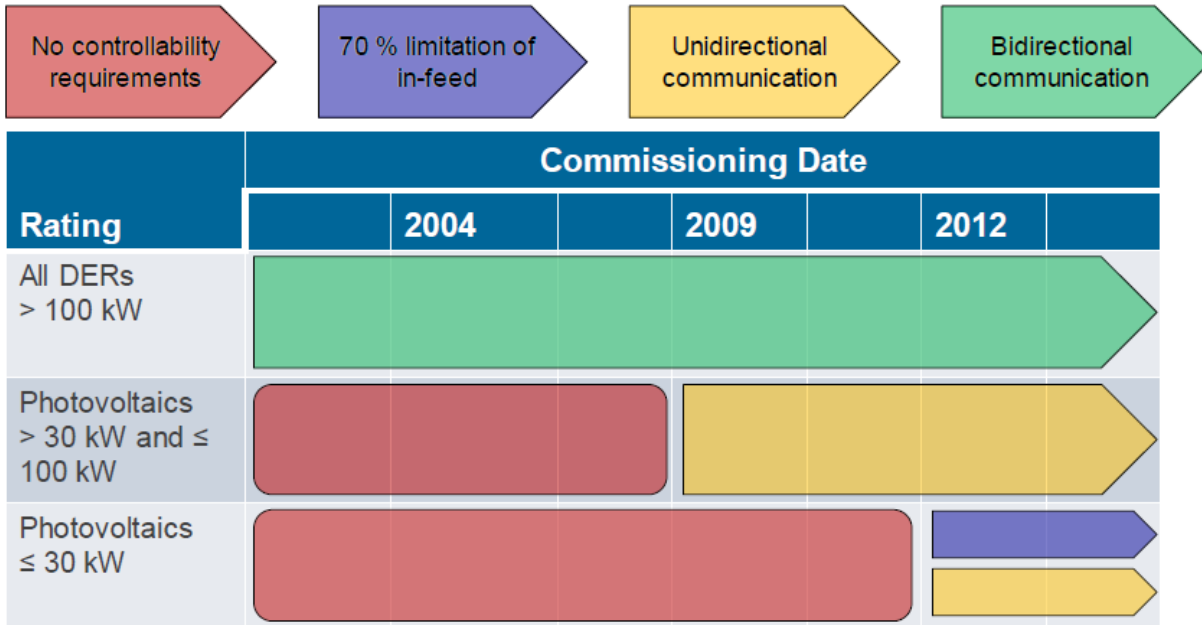 No controllability
requirements
70 % limitation of
in-feed
Unidirectional
communication
Bidirectional
communication
Commissioning Date
Rating
2004
2009
2012
All DERs
> 100 kW
Photovoltaics
> 30 kW and ≤
100 kW
Photovoltaics
≤ 30 kW